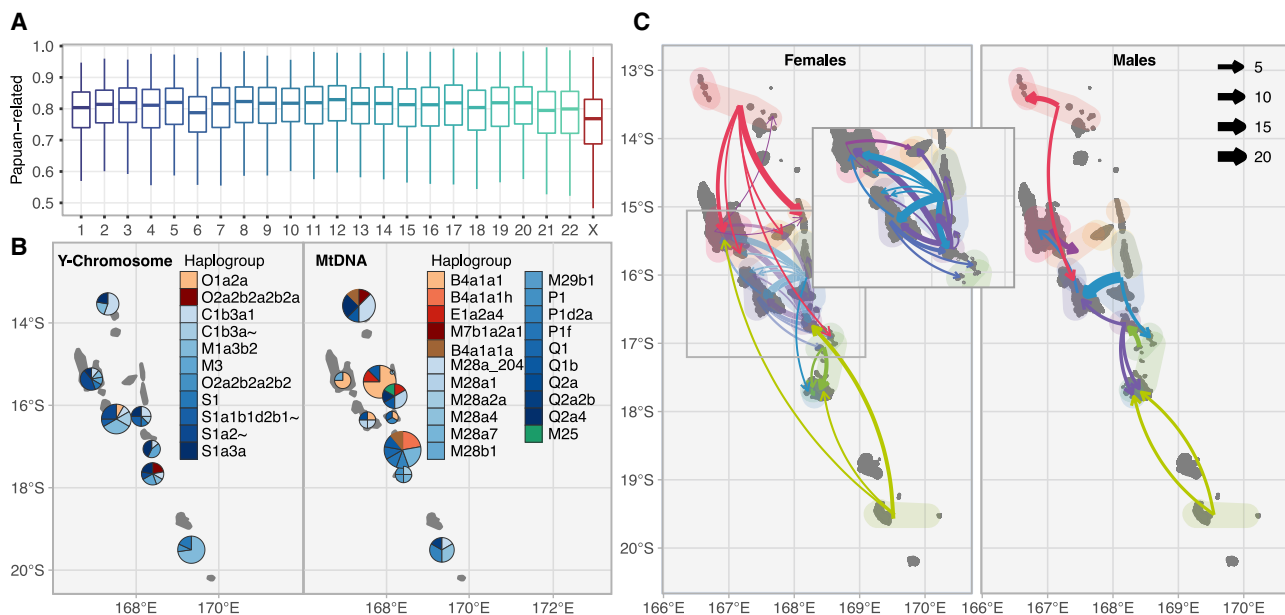 A
1.0
0.9
0.8
0.7
0.6
0.5
Papuan-related
1 2 3 4 5 6 7 8 9 10 11 12 13 14 15 16 17 18 19 20 21 22 X
B
Y-Chromosome
Haplogroup
O1a2a
O2a2b2a2b2a
C1b3a1
C1b3a~
M1a3b2
M3
O2a2b2a2b2
S1
S1a1b1d2b1~
S1a2~
S1a3a
MtDNA
Haplogroup
B4a1a1
B4a1a1h
E1a2a4
M7b1a2a1
B4a1a1a
M28a_204
M28a1
M28a2a
M28a4
M28a7
M28b1
M29b1
P1
P1d2a
P1f
Q1
Q1b
Q2a
Q2a2b
Q2a4
M25
14°S
16°S
18°S
20°S
168°E 170°E 168°E 170°E 172°E
C
Females
Males
5
10
15
20
13°S
14°S
15°S
16°S
17°S
18°S
19°S
20°S
166°E 167°E 168°E 169°E 170°E 166°E 167°E 168°E 169°E 170°E